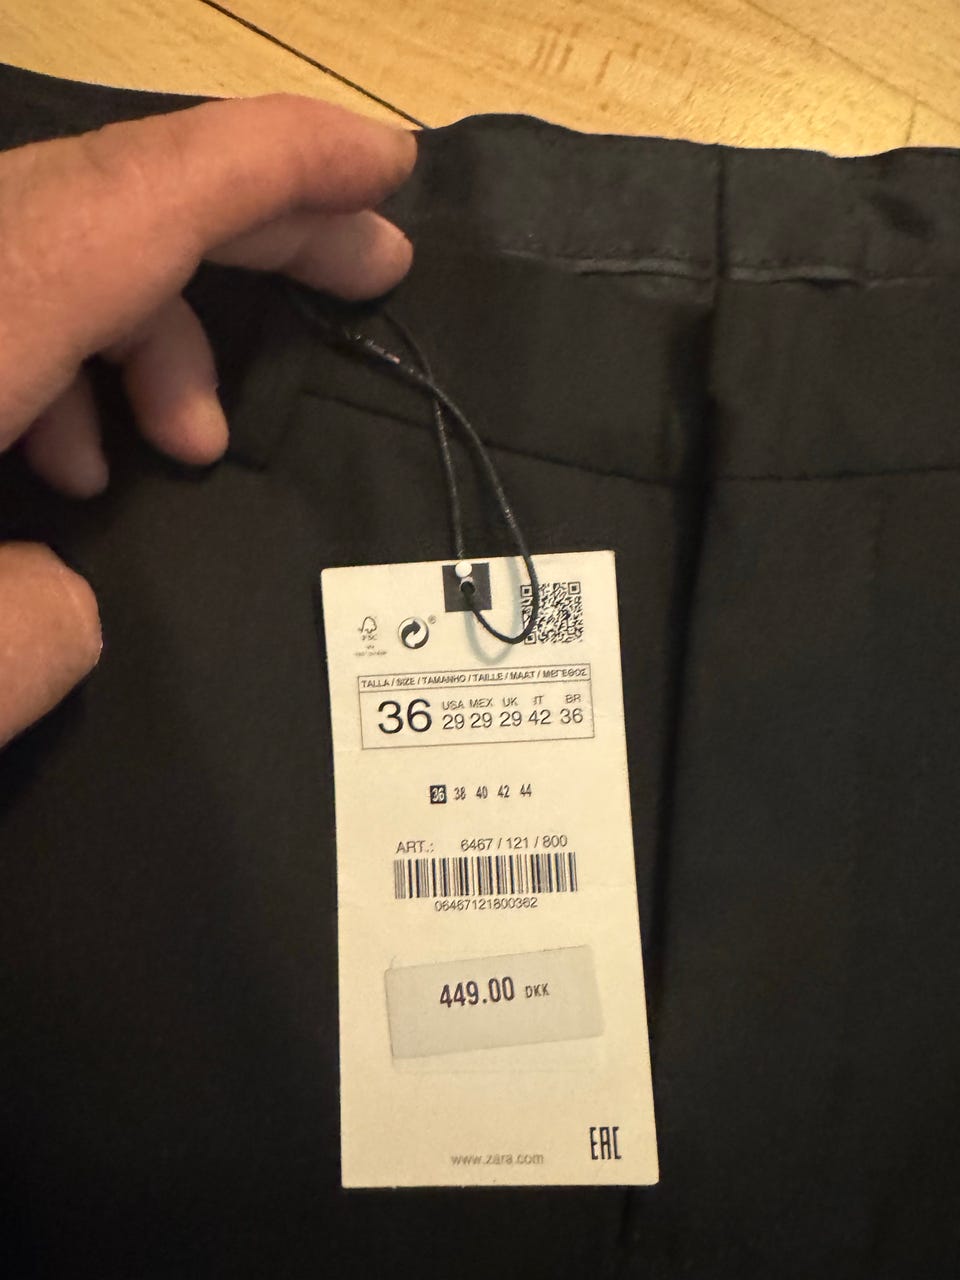 FSC
TALLA / SIZE / TAMANHO / TAILLE / MAAT / ΜΕΓΕΘΟΣ
36 USA 29 MEX 29 UK 29 IT 42 BR 36
36 38 40 42 44
ART.: 6467 / 121 / 800
06467121800362
449.00 DKK
EAC
www.zara.com